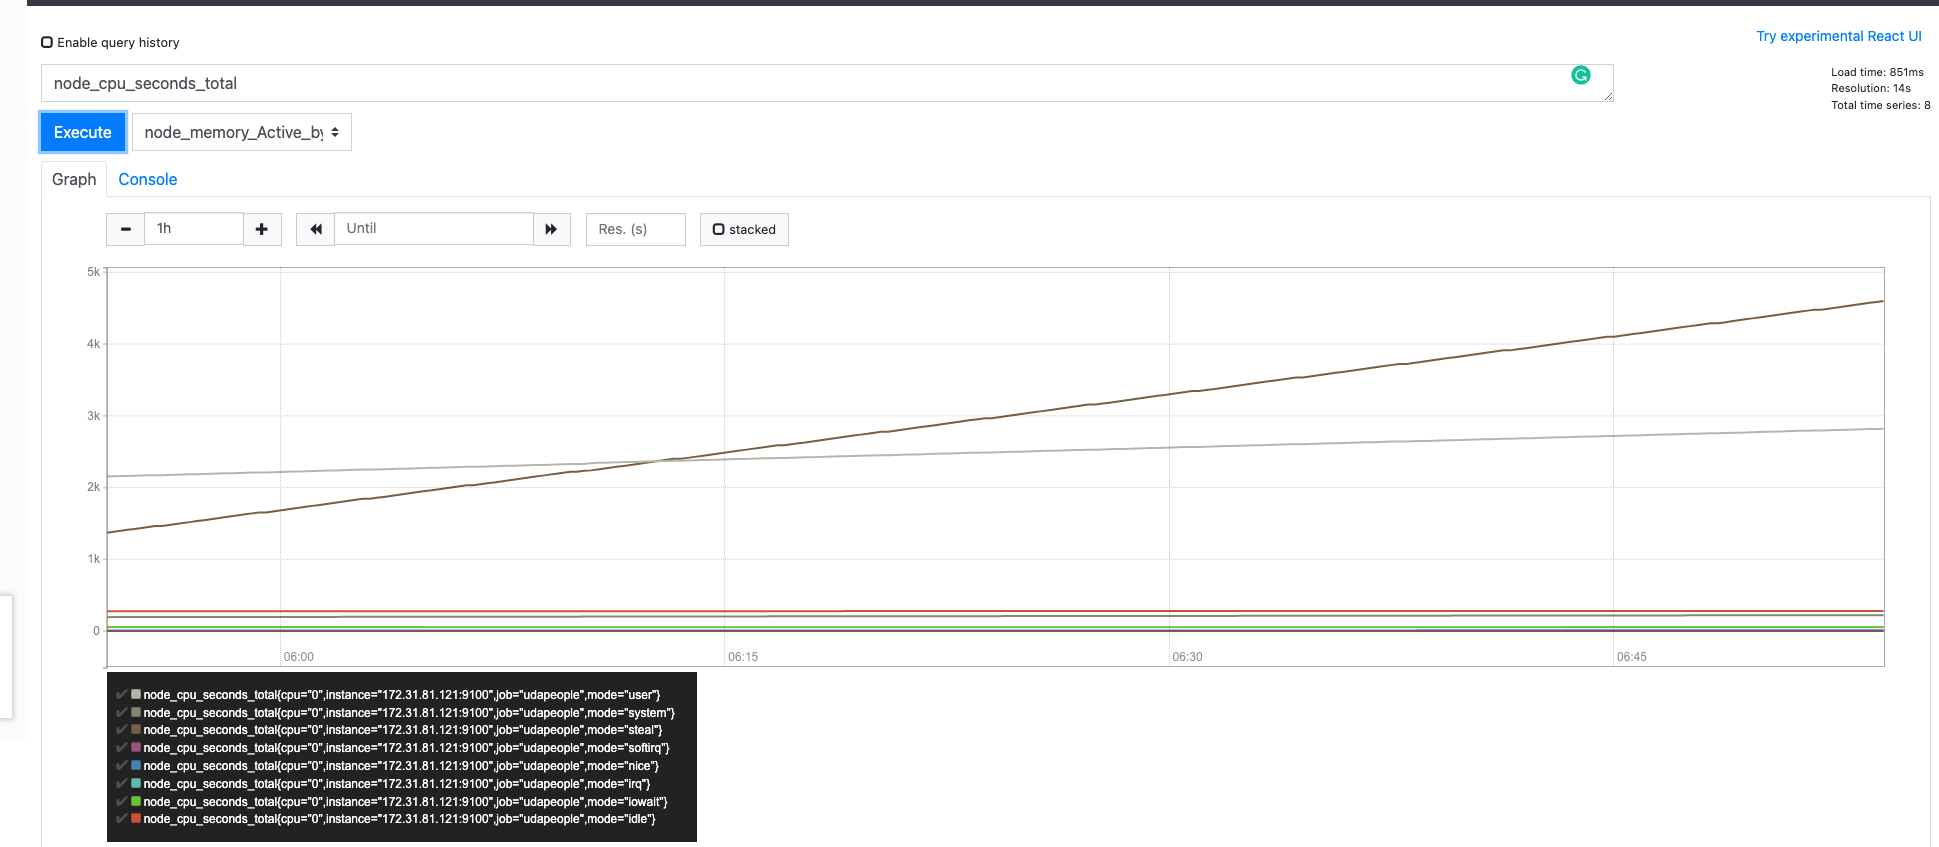 Enable query history
Try experimental React UI
node_cpu_seconds_total
Load time: 851ms
Resolution: 14s
Total time series: 8
Execute
node_memory_Active_by
Graph
Console
1h
Until
Res. (s)
stacked
5k
4k
3k
2k
1k
0
06:00
06:15
06:30
06:45
node_cpu_seconds_total{cpu="0",instance="172.31.81.121:9100",job="udapeople",mode="user"}
node_cpu_seconds_total{cpu="0",instance="172.31.81.121:9100",job="udapeople",mode="system"}
node_cpu_seconds_total{cpu="0",instance="172.31.81.121:9100",job="udapeople",mode="steal"}
node_cpu_seconds_total{cpu="0",instance="172.31.81.121:9100",job="udapeople",mode="softirq"}
node_cpu_seconds_total{cpu="0",instance="172.31.81.121:9100",job="udapeople",mode="nice"}
node_cpu_seconds_total{cpu="0",instance="172.31.81.121:9100",job="udapeople",mode="irq"}
node_cpu_seconds_total{cpu="0",instance="172.31.81.121:9100",job="udapeople",mode="iowait"}
node_cpu_seconds_total{cpu="0",instance="172.31.81.121:9100",job="udapeople",mode="idle"}